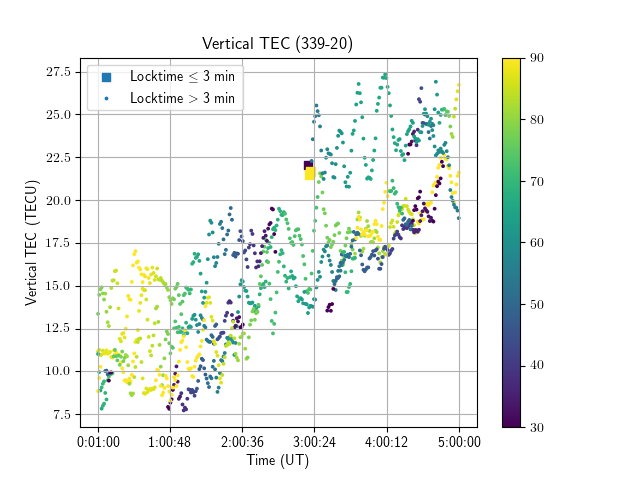 Vertical TEC (339-20)
Locktime ≤ 3 min
Locktime > 3 min
Vertical TEC (TECU)
27.5
25.0
22.5
20.0
17.5
15.0
12.5
10.0
7.5
0:01:00 1:00:48 2:00:36 3:00:24 4:00:12 5:00:00
Time (UT)
90
80
70
60
50
40
30